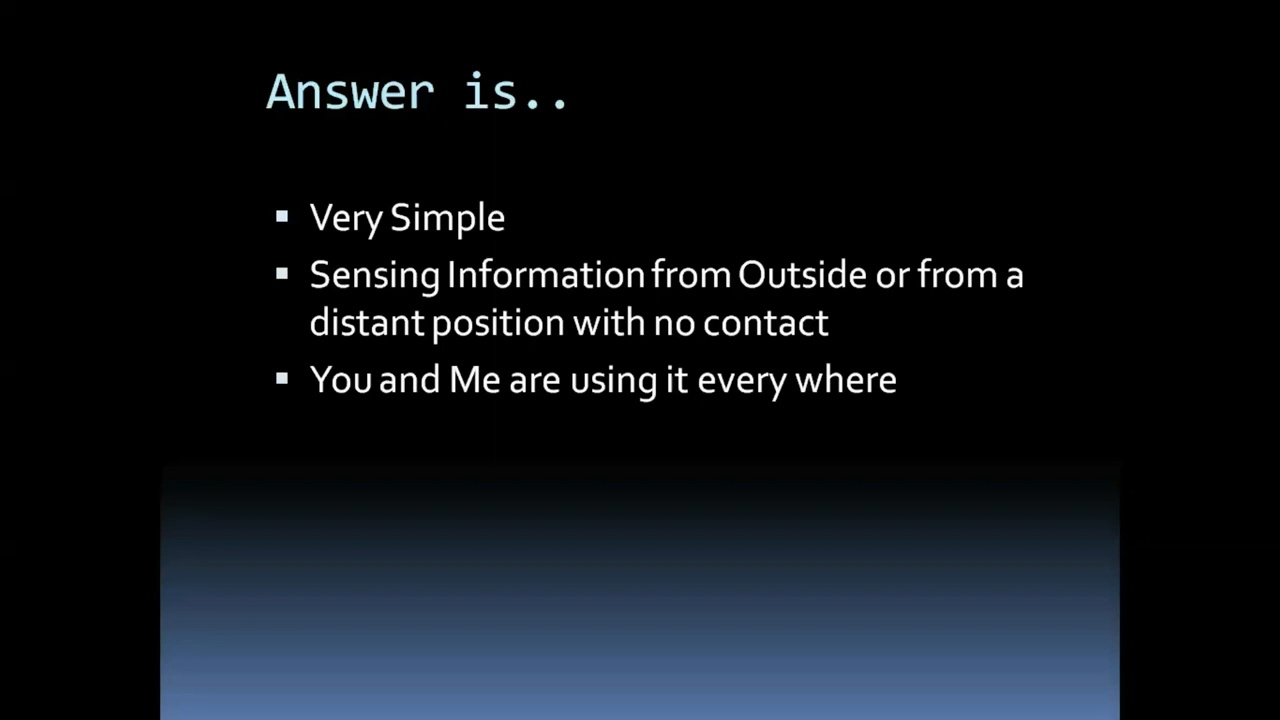 Answer is..
▪ Very Simple
▪ Sensing Information from Outside or from a
distant position with no contact
▪ You and Me are using it every where